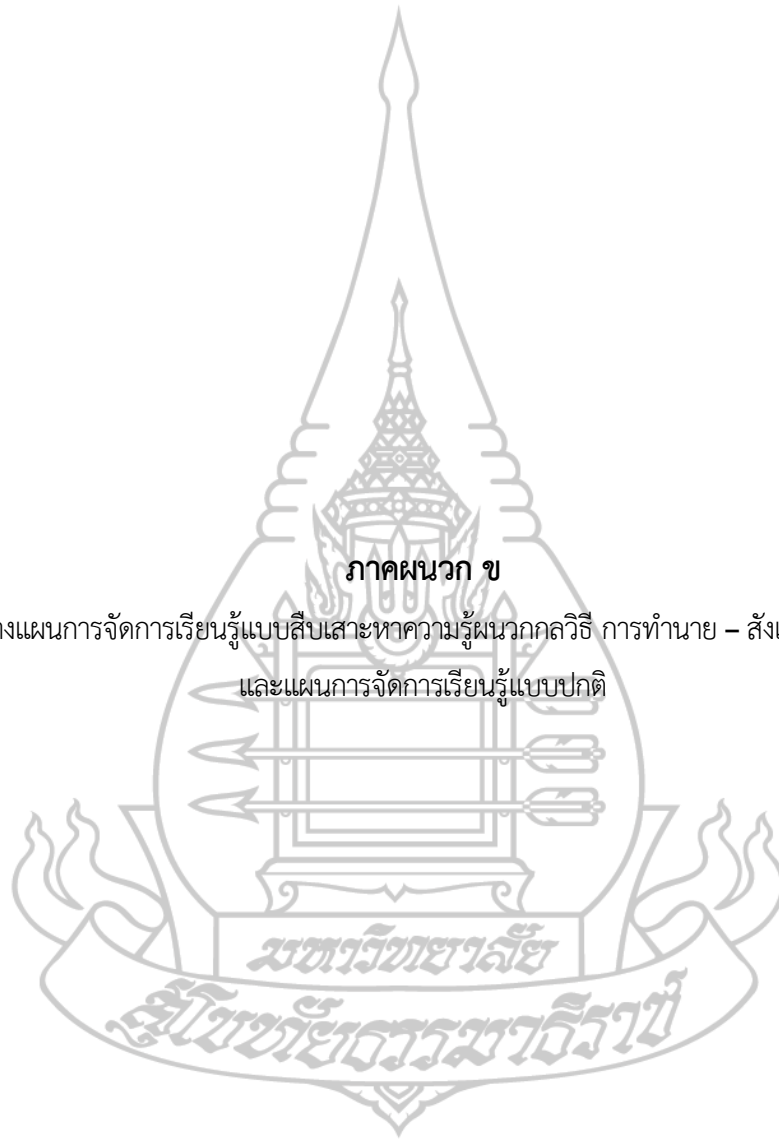 ภาคผนวก ข
งแผนการจัดการเรียนรู้แบบสืบเสาะหาความรู้ผนวกกลวิธี การทำนาย – สัง
และแผนการจัดการเรียนรู้แบบปกติ
มหาวิทยาลัย
สุโขทัยธรรมาธิราช